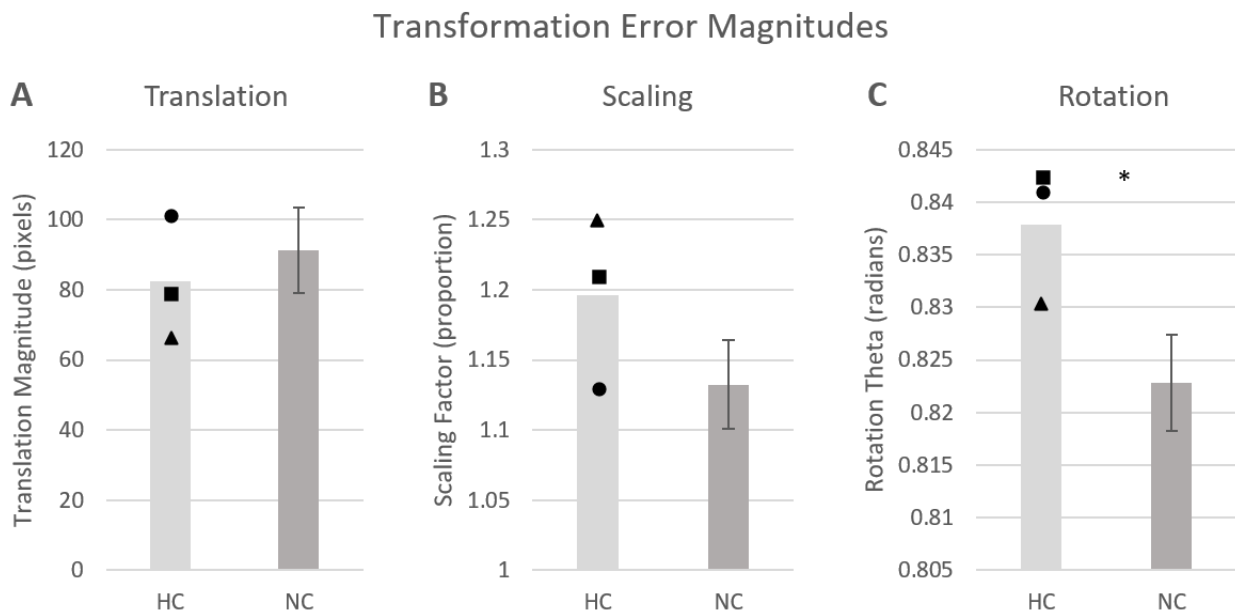 Transformation Error Magnitudes
A Translation
Translation Magnitude (pixels)
120
100
80
60
40
20
0
HC NC
B Scaling
Scaling Factor (proportion)
1.3
1.25
1.2
1.15
1.1
1.05
1
HC NC
C Rotation
Rotation Theta (radians)
0.845
0.84
0.835
0.83
0.825
0.82
0.815
0.81
0.805
*
HC NC